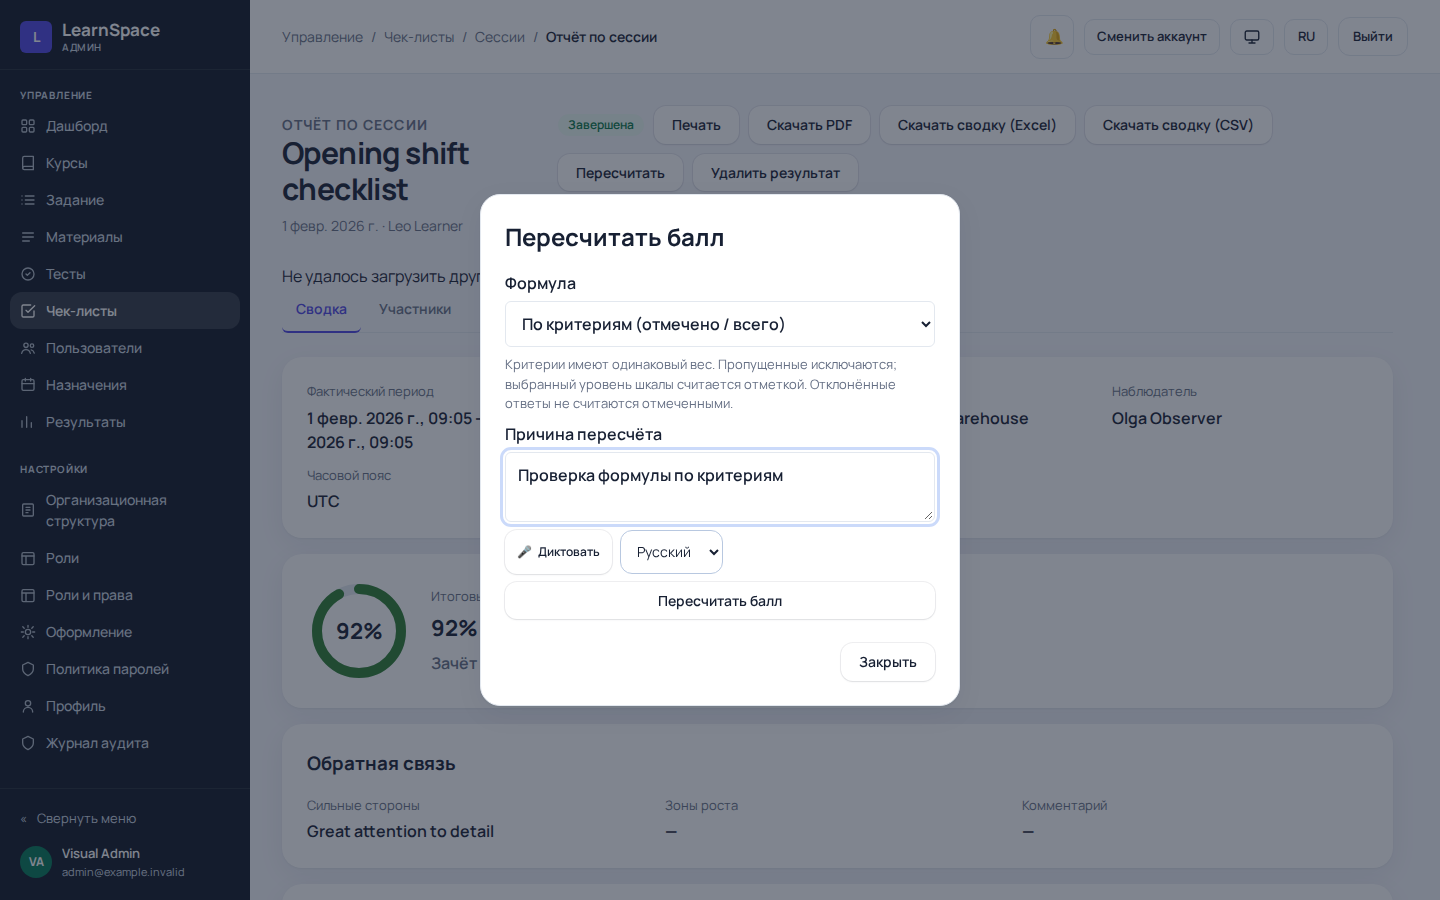 L
LearnSpace
АДМИН
УПРАВЛЕНИЕ
Дашборд
Курсы
Задание
Материалы
Тесты
Чек-листы
Пользователи
Назначения
Результаты
НАСТРОЙКИ
Организационная
структура
Роли
Роли и права
Оформление
Политика паролей
Профиль
Журнал аудита
« Свернуть меню
VA
Visual Admin
admin@example.invalid
Управление / Чек-листы / Сессии / Отчёт по сессии
Сменить аккаунт
RU
Выйти
ОТЧЁТ ПО СЕССИИ
Opening shift
checklist
1 февр. 2026 г. · Leo Learner
Завершена
Печать
Скачать PDF
Скачать сводку (Excel)
Скачать сводку (CSV)
Пересчитать
Удалить результат
Не удалось загрузить
Сводка
Участники
Фактический период
1 февр. 2026 г., 09:05
2026 г., 09:05
Часовой пояс
UTC
Наблюдатель
Olga Observer
92%
92%
Зачёт
Пересчитать балл
Формула
По критериям (отмечено / всего)
Критерии имеют одинаковый вес. Пропущенные исключаются;
выбранный уровень шкалы считается отметкой. Отклонённые
ответы не считаются отмеченными.
Причина пересчёта
Проверка формулы по критериям
Диктовать
Русский
Пересчитать балл
Закрыть
Обратная связь
Сильные стороны
Great attention to detail
Зоны роста
—
Комментарий
—